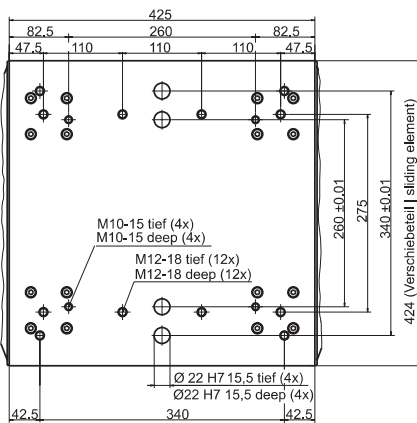 425
82.5 260 82.5
47.5 110 110 110 47.5
M10-15 tief (4x)
M10-15 deep (4x)
M12-18 tief (12x)
M12-18 deep (12x)
260 ±0.01
275
340 ±0.01
424 (Verschiebeteil | sliding element)
Ø 22 H7 15,5 tief (4x)
Ø22 H7 15,5 deep (4x)
42.5 340 42.5